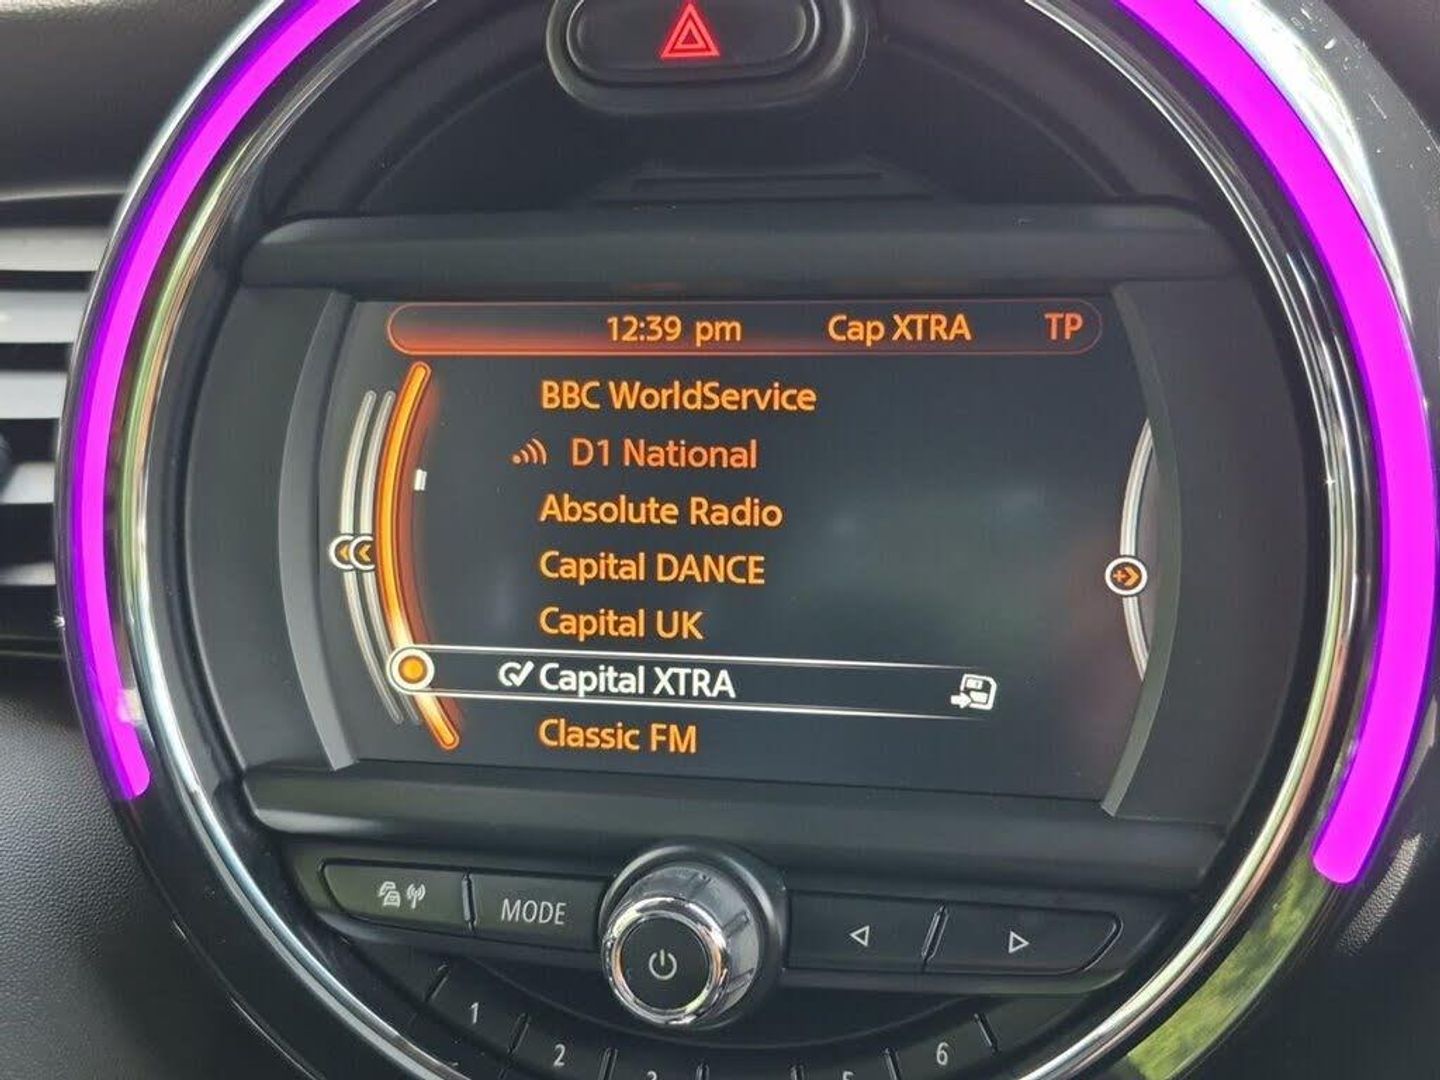 12:39 pm Cap XTRA TP
BBC WorldService
D1 National
Absolute Radio
Capital DANCE
Capital UK
Capital XTRA
Classic FM
MODE
1
2
6